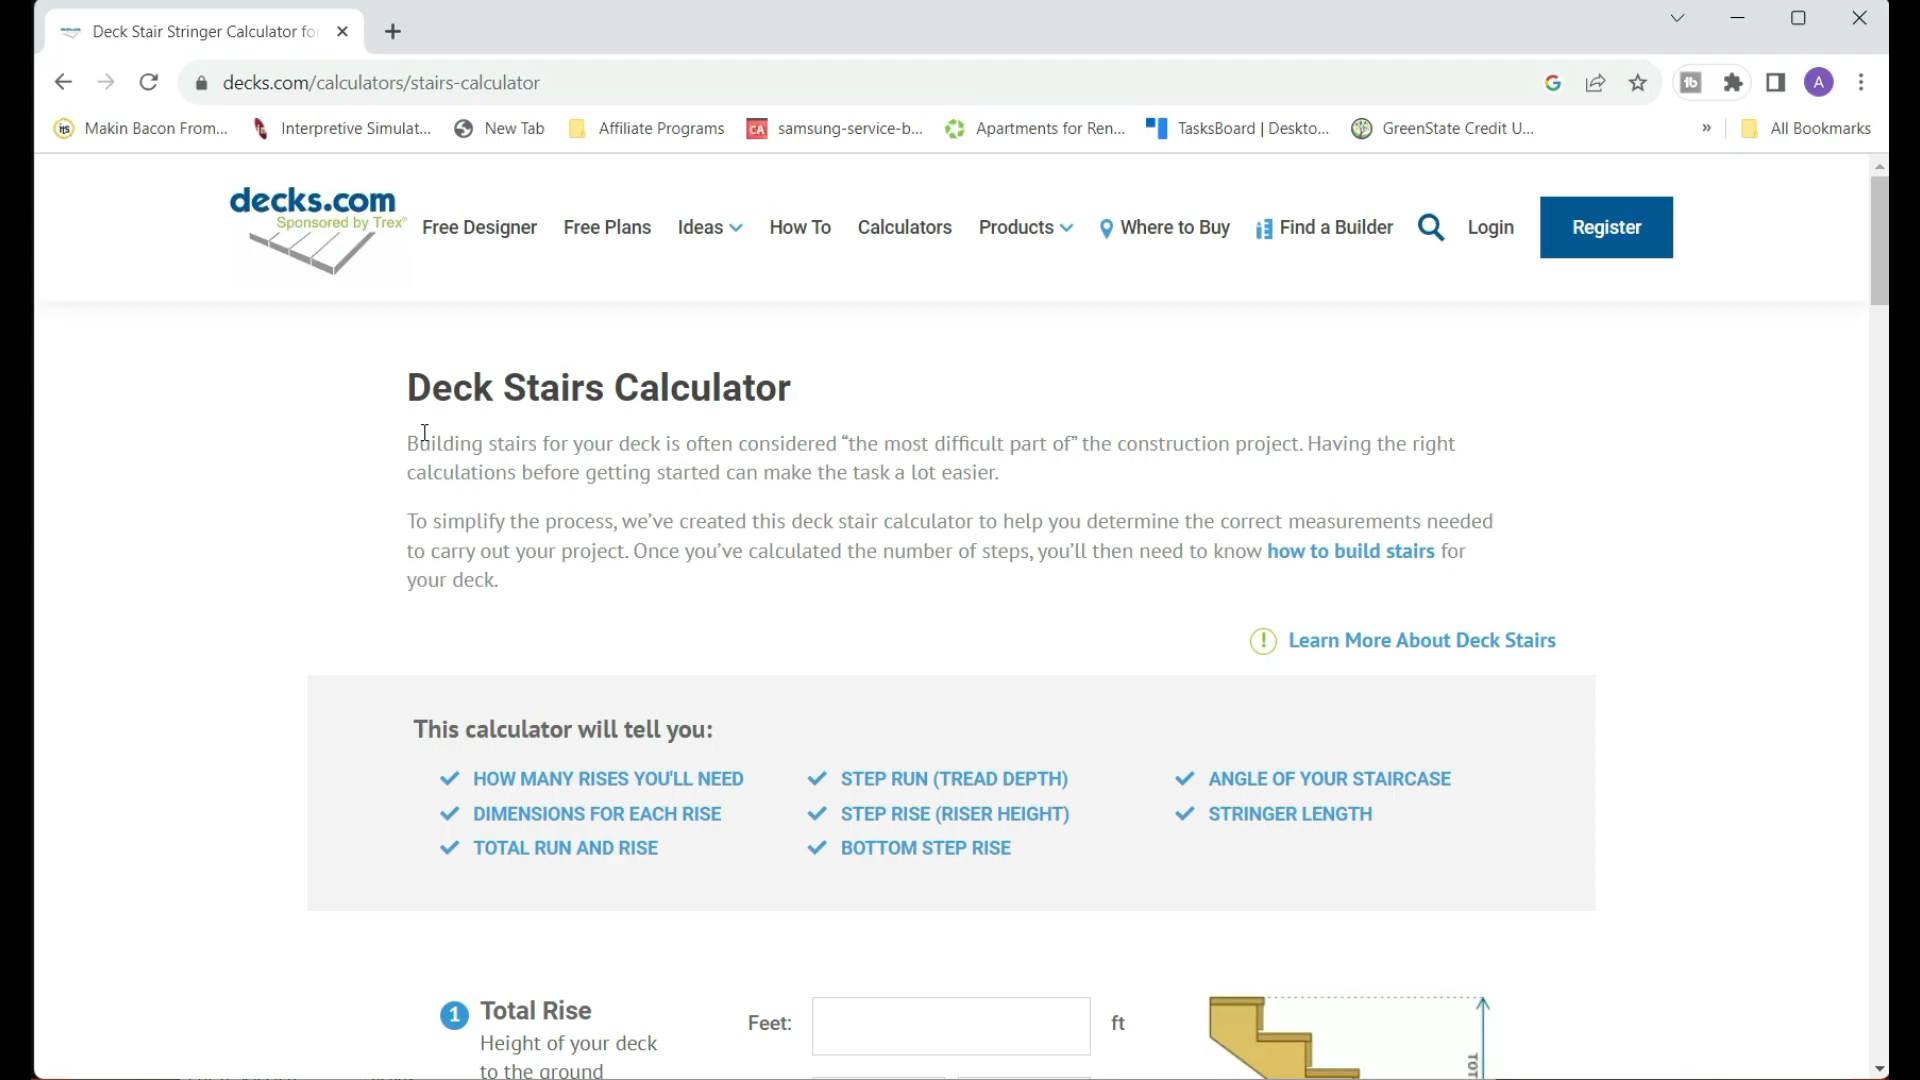 Deck Stair Stringer Calculator fo
decks.com/calculators/stairs-calculator
A
Makin Bacon From... Interpretive Simulat... New Tab Affiliate Programs CA samsung-service-b... Apartments for Ren... TasksBoard | Deskto... GreenState Credit U... » All Bookmarks
decks.com
Sponsored by Trex®
Free Designer Free Plans Ideas How To Calculators Products Where to Buy Find a Builder Login Register
Deck Stairs Calculator
Building stairs for your deck is often considered “the most difficult part of” the construction project. Having the right
calculations before getting started can make the task a lot easier.
To simplify the process, we’ve created this deck stair calculator to help you determine the correct measurements needed
to carry out your project. Once you’ve calculated the number of steps, you’ll then need to know how to build stairs for
your deck.
! Learn More About Deck Stairs
This calculator will tell you:
HOW MANY RISES YOU'LL NEED STEP RUN (TREAD DEPTH) ANGLE OF YOUR STAIRCASE
DIMENSIONS FOR EACH RISE STEP RISE (RISER HEIGHT) STRINGER LENGTH
TOTAL RUN AND RISE BOTTOM STEP RISE
1 Total Rise
Feet: ft
Height of your deck
to the ground